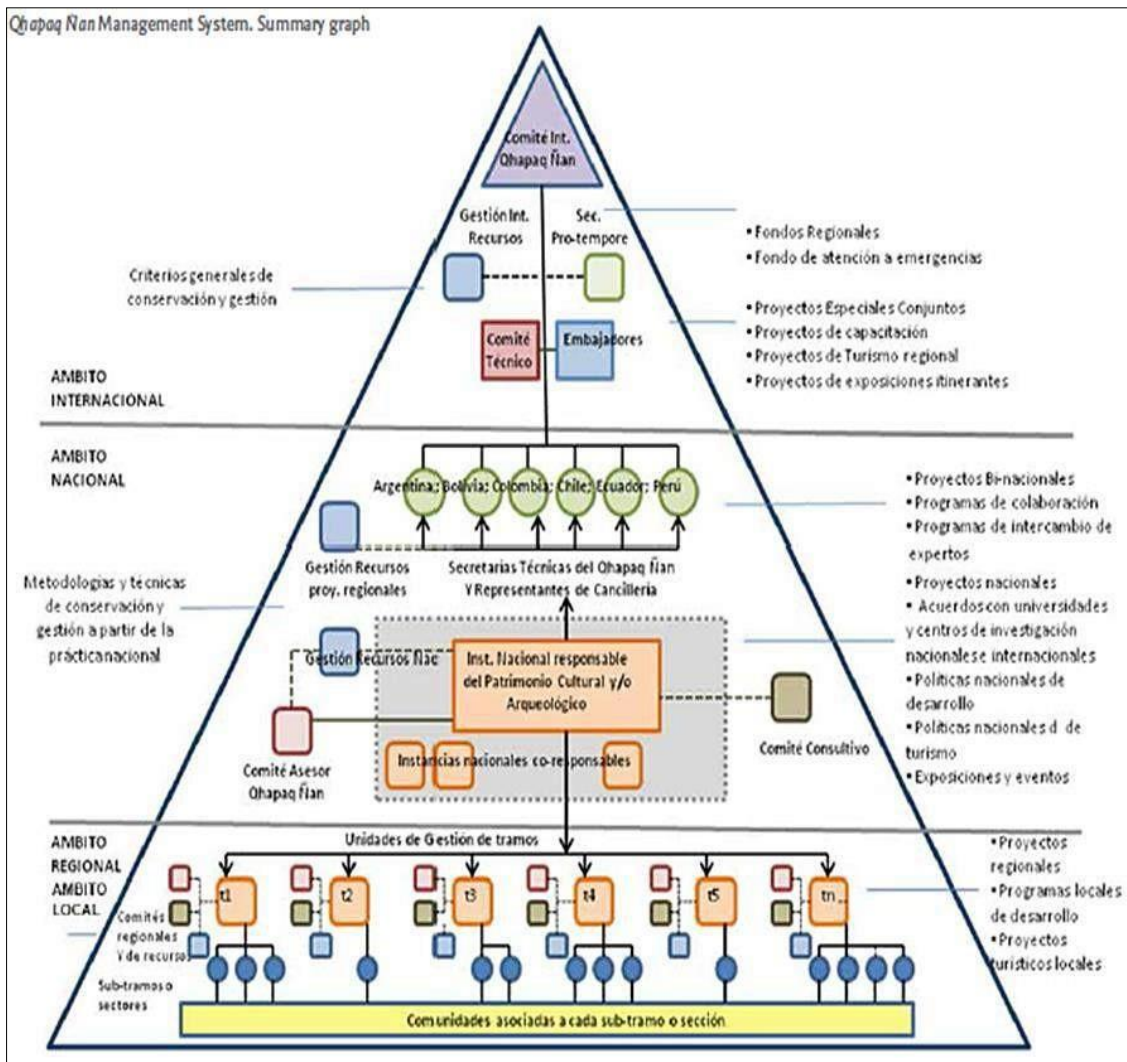 Qhapaq Ñan Management System. Summary graph
Comité Int.
Qhapaq Ñan
Gestión Int.
Recursos
Sec.
Pro-tempore
• Fondos Regionales
• Fondo de atención a emergencias
Criterios generales de
conservación y gestión
Comité
Técnico
Embajadores
• Proyectos Especiales Conjuntos
• Proyectos de capacitación
• Proyectos de Turismo regional
• Proyectos de exposiciones itinerantes
AMBITO
INTERNACIONAL
AMBITO
NACIONAL
Argentina; Bolivia; Colombia; Chile; Ecuador; Perú
• Proyectos Bi-nacionales
• Programas de colaboración
• Programas de intercambio de
expertos
Gestión Recursos
proy. regionales
Secretarias Técnicas del Qhapaq Ñan
Y Representantes de Cancillería
Metodologías y técnicas
de conservación y
gestión a partir de la
práctica nacional
• Proyectos nacionales
• Acuerdos con universidades
y centros de investigación
nacionales e internacionales
• Políticas nacionales de
desarrollo
• Políticas nacionales d de
turismo
• Exposiciones y eventos
Gestión Recursos Nac
Inst. Nacional responsable
del Patrimonio Cultural y/o
Arqueológico
Comité Asesor
Qhapaq Ñan
Instancias nacionales co-responsables
Comité Consultivo
AMBITO
REGIONAL
AMBITO
LOCAL
Unidades de Gestión de tramos
• Proyectos
regionales
• Programas locales
de desarrollo
• Proyectos
turísticos locales
t1
t2
t3
t4
t5
tn
Comités
regionales
Y de recursos
Sub-tramos o
sectores
Comunidades asociadas a cada sub-tramo o sección